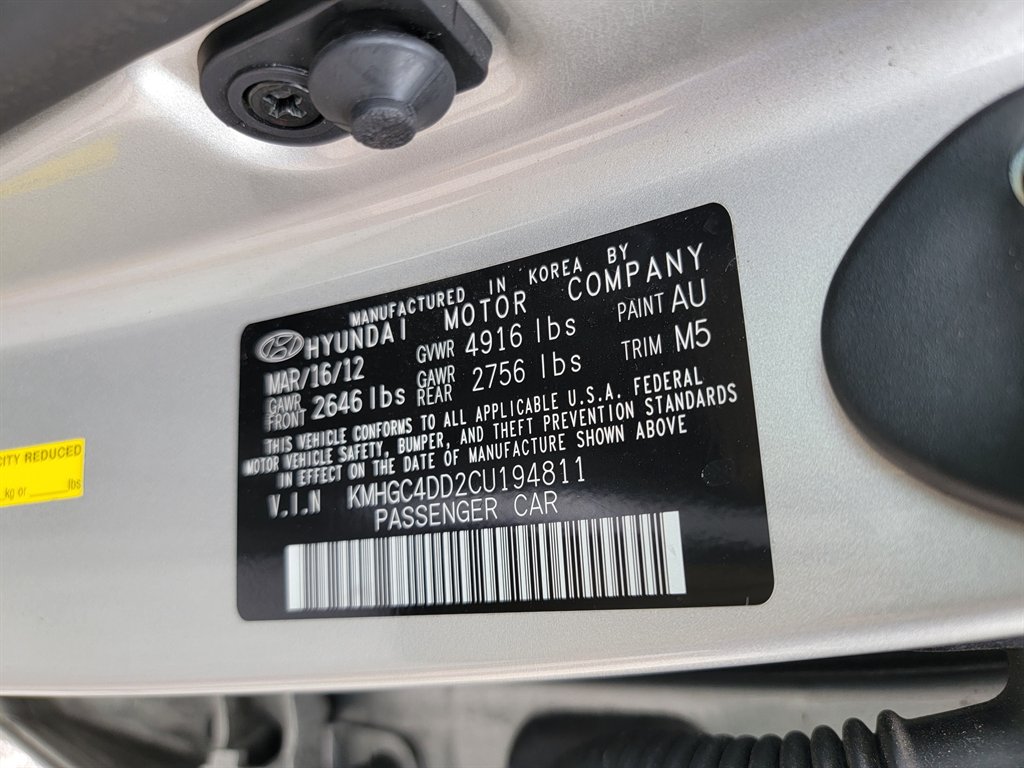 MANUFACTURED IN KOREA BY
HYUNDAI MOTOR COMPANY
MAR/16/12 GVWR 4916 lbs PAINT AU
GAWR FRONT 2646 lbs GAWR REAR 2756 lbs TRIM M5
THIS VEHICLE CONFORMS TO ALL APPLICABLE U.S.A. FEDERAL
MOTOR VEHICLE SAFETY, BUMPER, AND THEFT PREVENTION STANDARDS
IN EFFECT ON THE DATE OF MANUFACTURE SHOWN ABOVE
V.I.N KMHGC4DD2CU194811
PASSENGER CAR
CITY REDUCED
kg or ______lbs